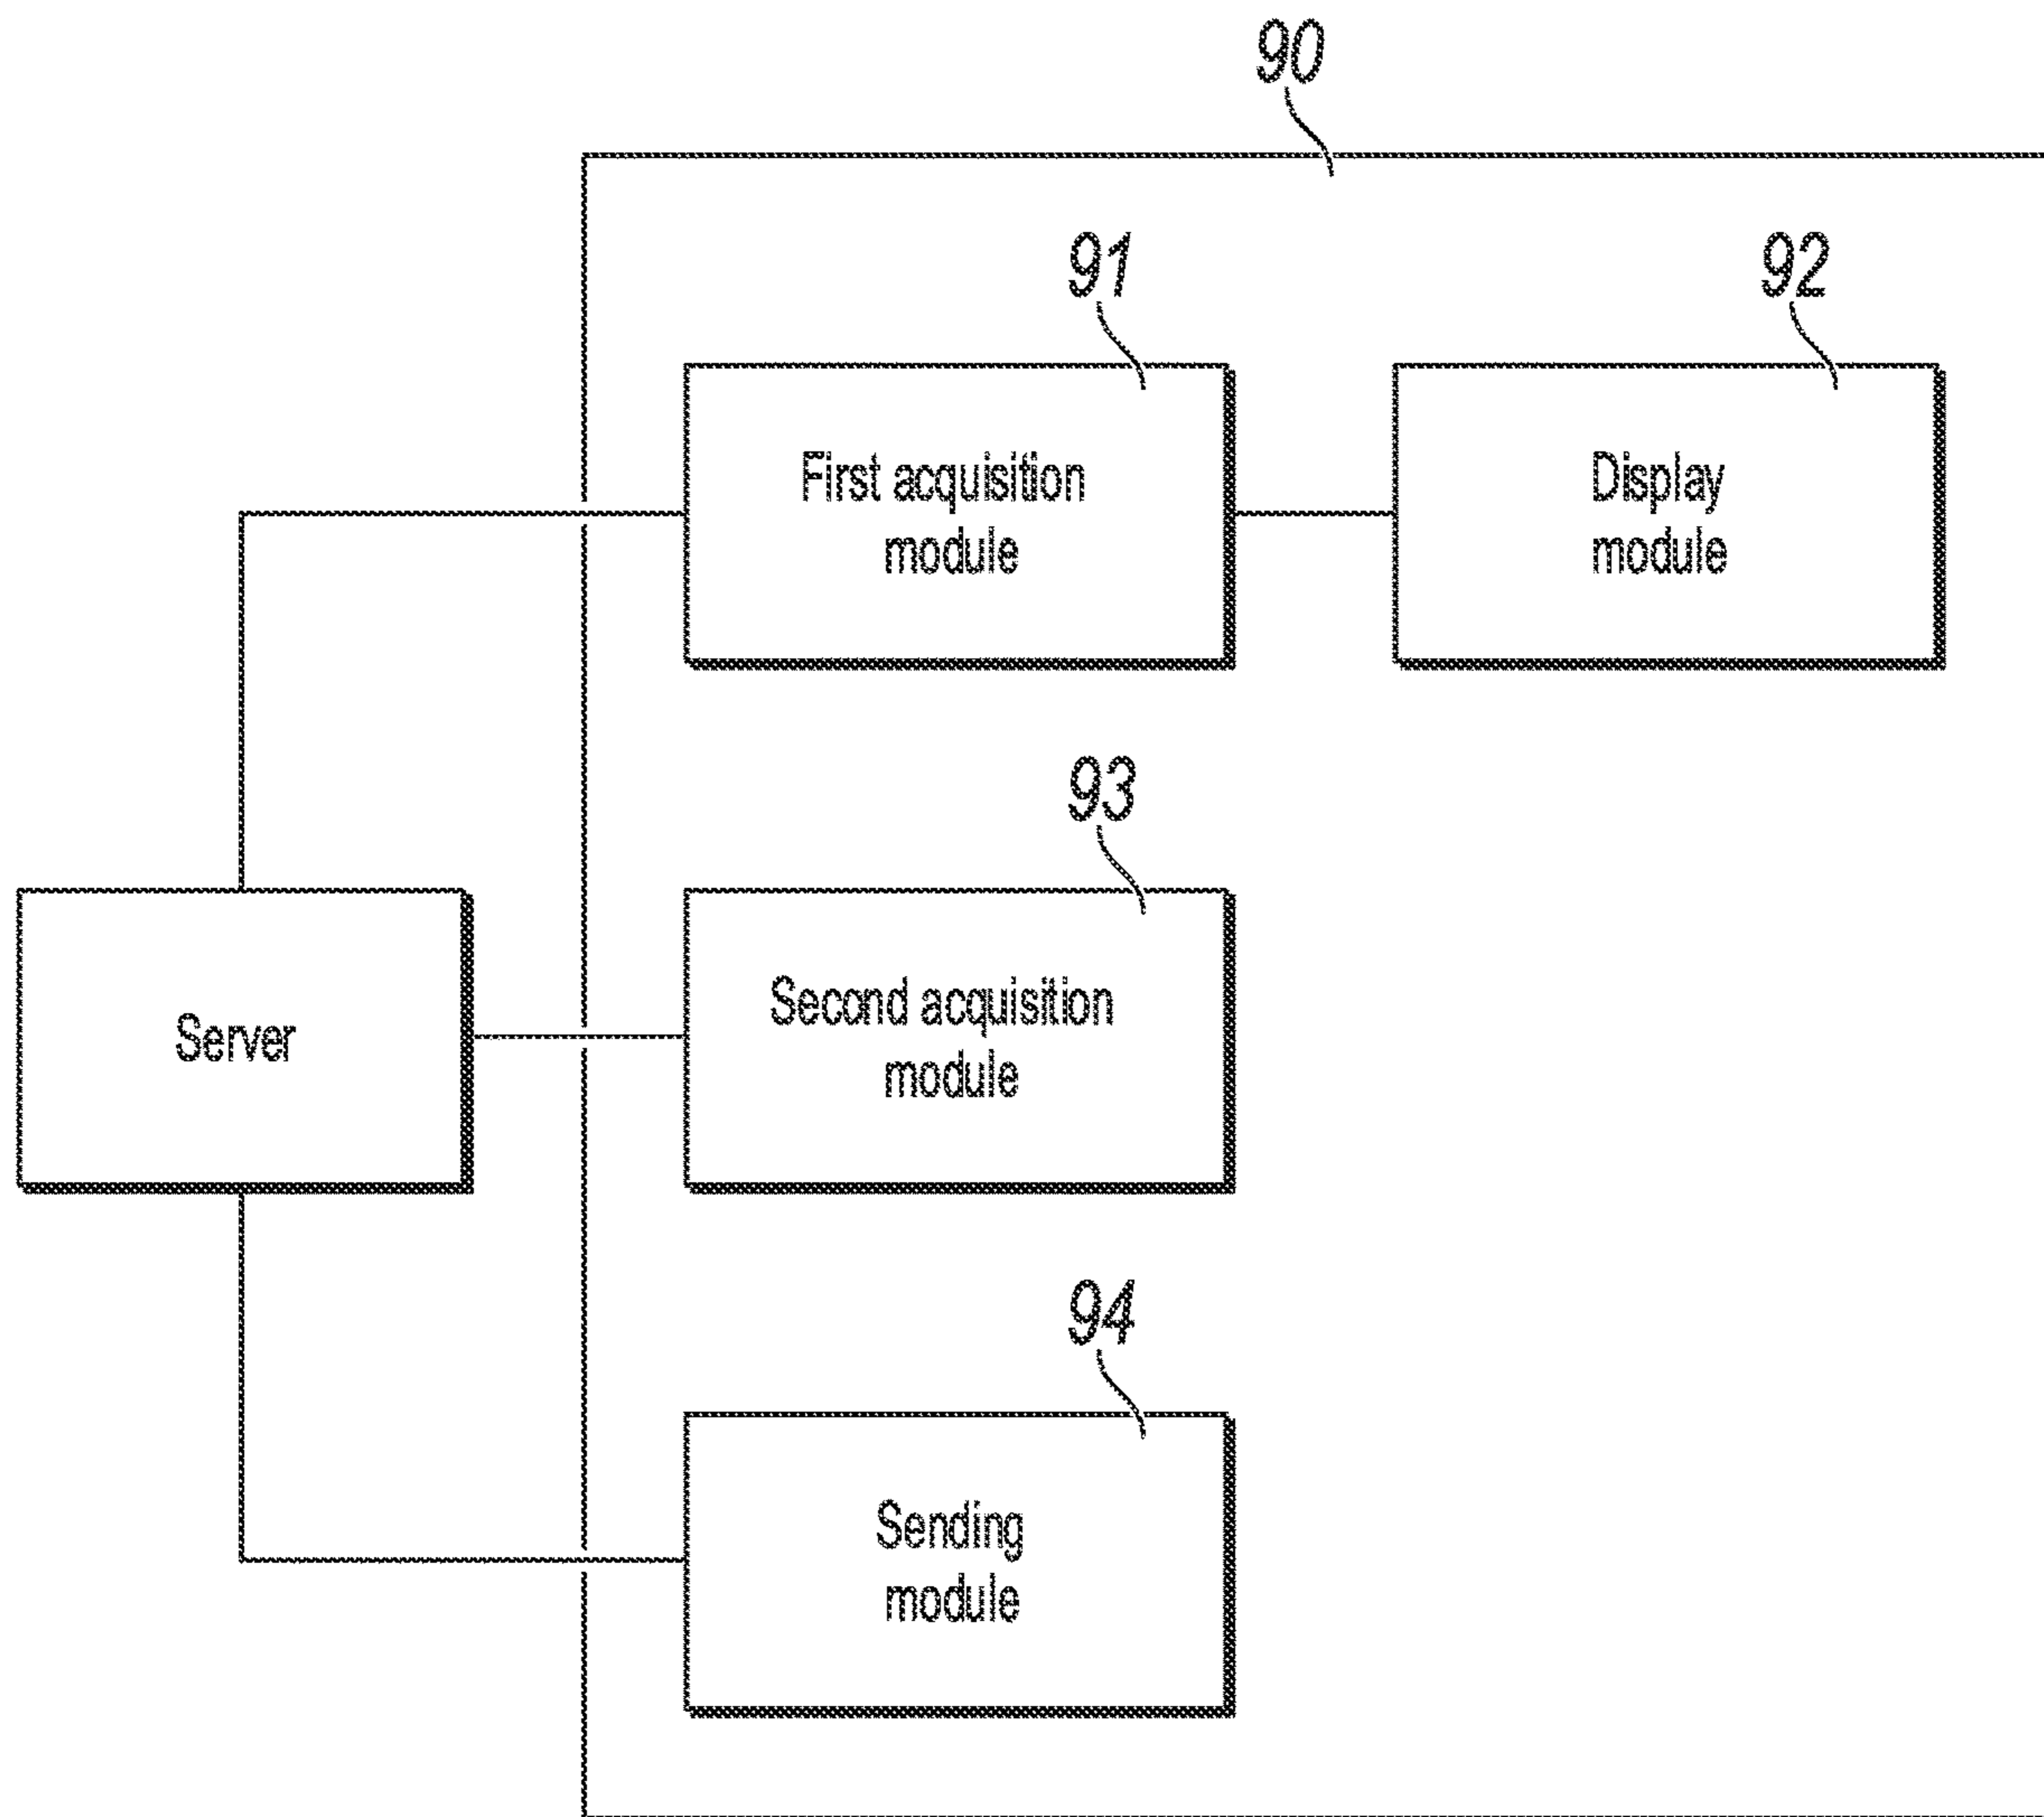 90
91
92
First acquisition
module
Display
module
93
Second acquisition
module
Server
94
Sending
module